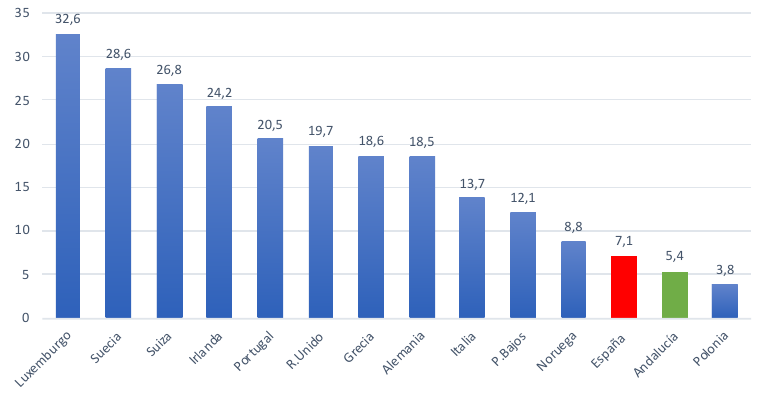 35
30
25
20
15
10
5
0
32,6
28,6
26,8
24,2
20,5
19,7
18,6
18,5
13,7
12,1
8,8
7,1
5,4
3,8
Luxemburgo
Suecia
Suiza
Irlanda
Portugal
R.Unido
Grecia
Alemania
Italia
P.Bajos
Noruega
España
Andalucía
Polonia